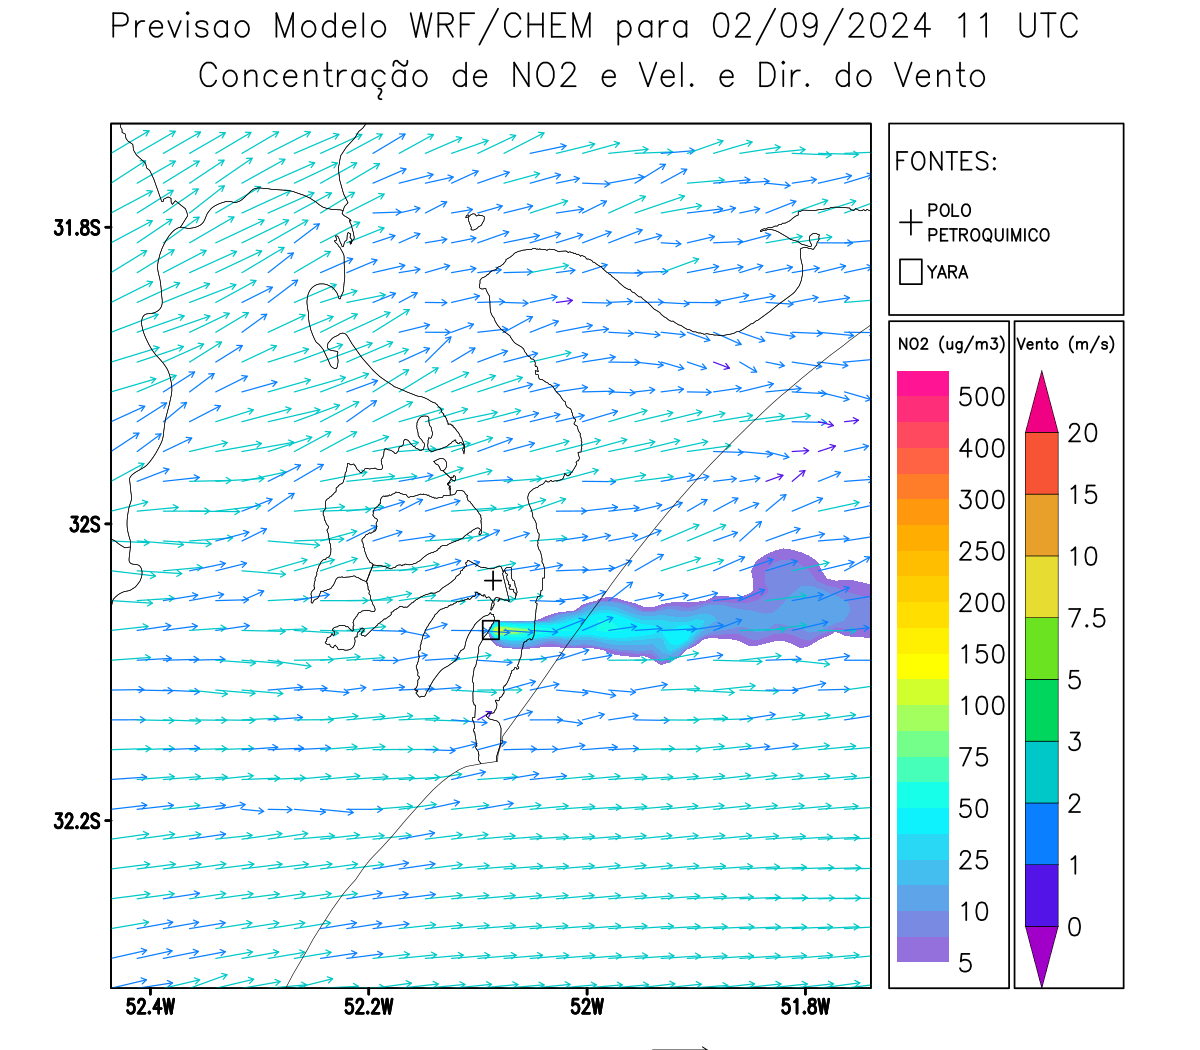 Previsao Modelo WRF/CHEM para 02/09/2024 11 UTC
Concentração de NO2 e Vel. e Dir. do Vento
FONTES:
POLO
PETROQUIMICO
YARA
31.8S
32S
32.2S
52.4W
52.2W
52W
51.8W
NO2 (ug/m3)
500
400
300
250
200
150
100
75
50
25
10
5
Vento (m/s)
20
15
10
7.5
5
3
2
1
0